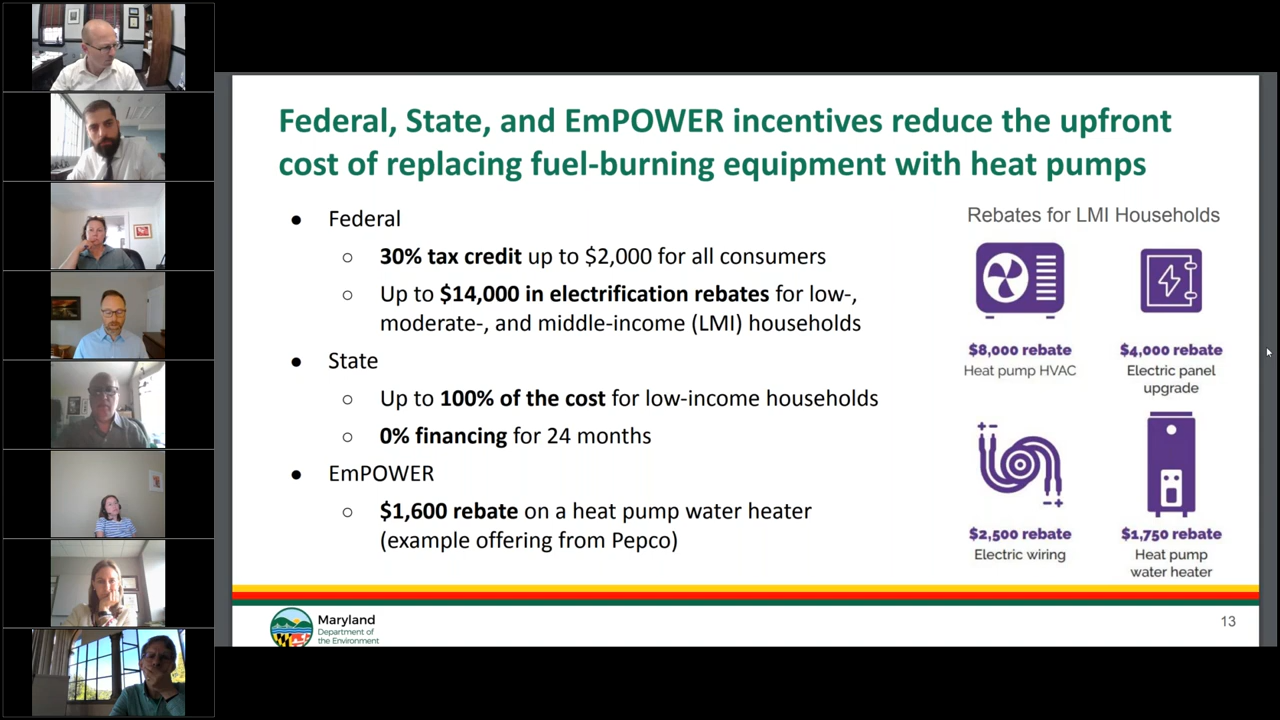 Federal, State, and EmPOWER incentives reduce the upfront
cost of replacing fuel-burning equipment with heat pumps
● Federal
○ 30% tax credit up to $2,000 for all consumers
○ Up to $14,000 in electrification rebates for low-,
moderate-, and middle-income (LMI) households
● State
○ Up to 100% of the cost for low-income households
○ 0% financing for 24 months
● EmPOWER
○ $1,600 rebate on a heat pump water heater
(example offering from Pepco)
Rebates for LMI Households
$8,000 rebate
Heat pump HVAC
$4,000 rebate
Electric panel
upgrade
$2,500 rebate
Electric wiring
$1,750 rebate
Heat pump
water heater
Maryland
Department of
the Environment
13